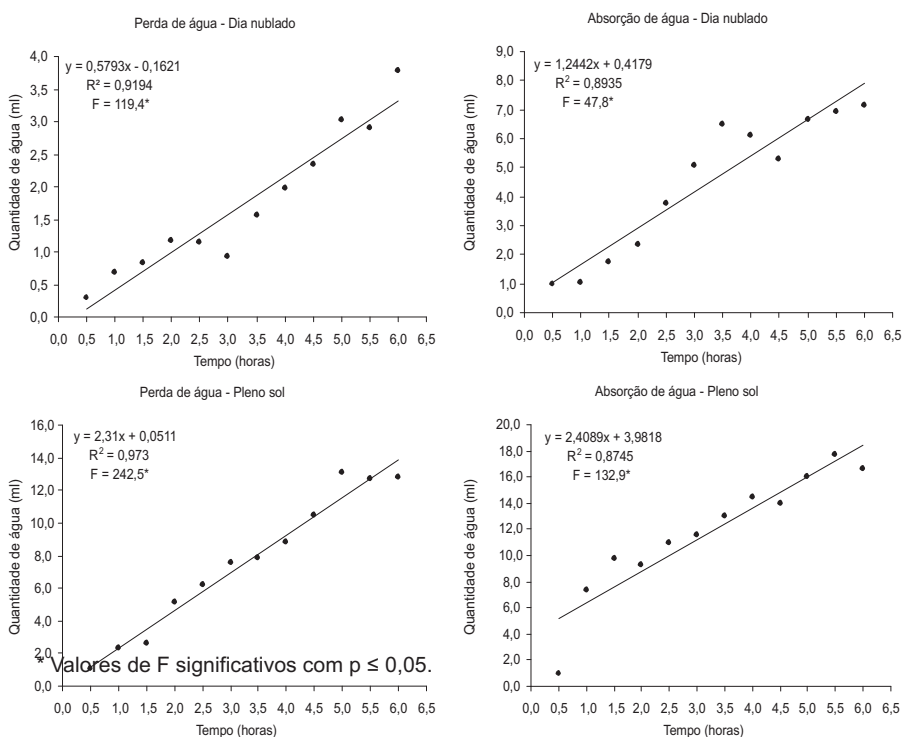 Perda de água - Dia nublado
Quantidade de água (ml)
4,0
3,5
3,0
2,5
2,0
1,5
1,0
0,5
0,0
y = 0,5793x - 0,1621
R² = 0,9194
F = 119,4*
0,0 0,5 1,0 1,5 2,0 2,5 3,0 3,5 4,0 4,5 5,0 5,5 6,0 6,5
Tempo (horas)
Absorção de água - Dia nublado
Quantidade de água (ml)
9,0
8,0
7,0
6,0
5,0
4,0
3,0
2,0
1,0
0,0
y = 1,2442x + 0,4179
R² = 0,8935
F = 47,8*
0,0 0,5 1,0 1,5 2,0 2,5 3,0 3,5 4,0 4,5 5,0 5,5 6,0 6,5
Tempo (horas)
Perda de água - Pleno sol
Quantidade de água (ml)
16,0
14,0
12,0
10,0
8,0
6,0
4,0
2,0
0,0
y = 2,31x + 0,0511
R² = 0,973
F = 242,5*
* Valores de F significativos com p ≤ 0,05.
0,0 0,5 1,0 1,5 2,0 2,5 3,0 3,5 4,0 4,5 5,0 5,5 6,0 6,5
Tempo (horas)
Absorção de água - Pleno sol
Quantidade de água (ml)
20,0
18,0
16,0
14,0
12,0
10,0
8,0
6,0
4,0
2,0
0,0
y = 2,4089x + 3,9818
R² = 0,8745
F = 132,9*
0,0 0,5 1,0 1,5 2,0 2,5 3,0 3,5 4,0 4,5 5,0 5,5 6,0 6,5
Tempo (horas)